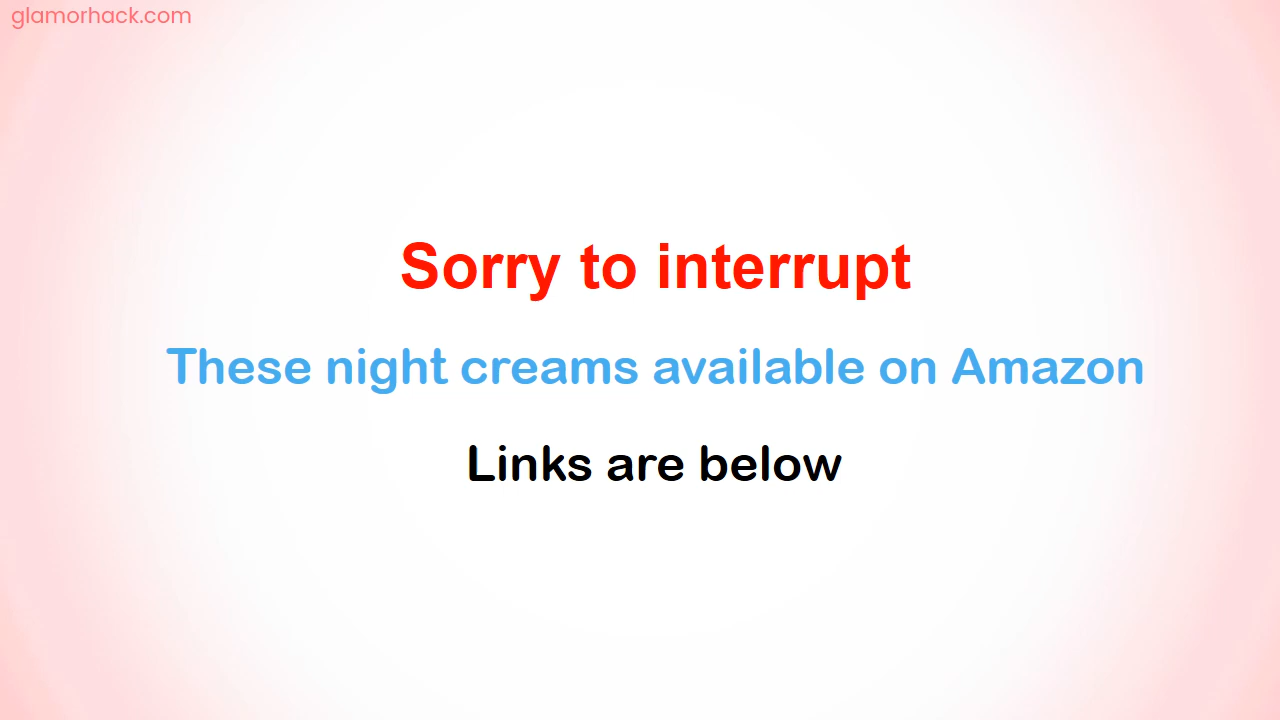 glamorhack.com
Sorry to interrupt
These night creams available on Amazon
Links are below